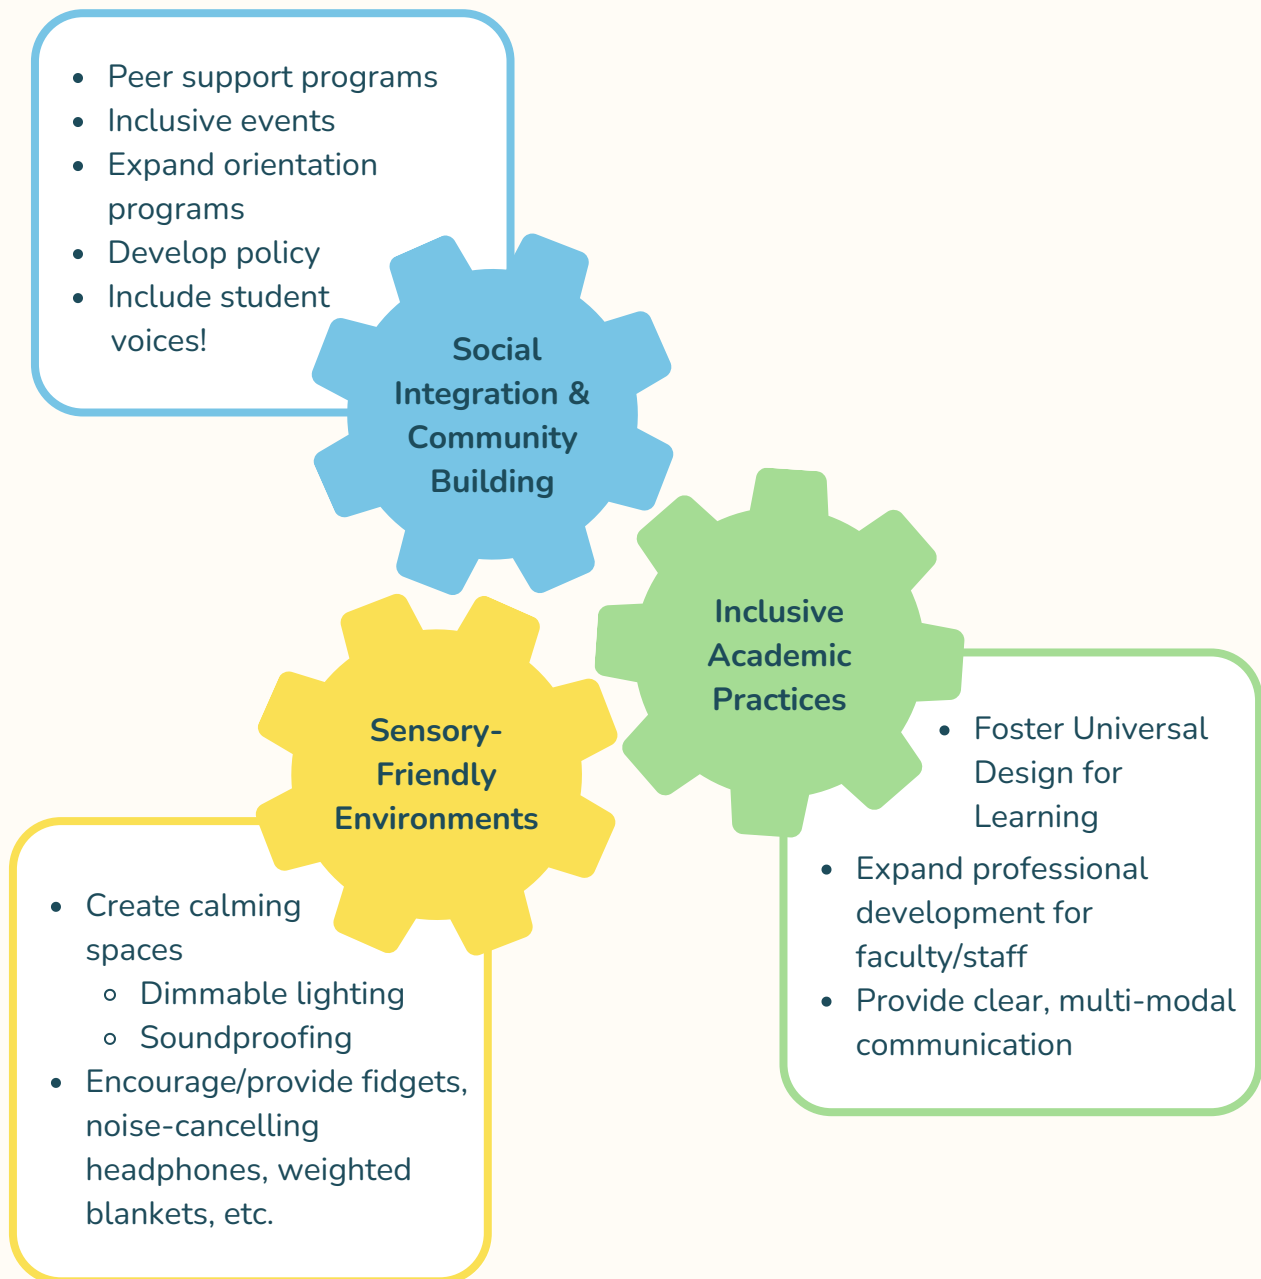 • Peer support programs
• Inclusive events
• Expand orientation
programs
• Develop policy
• Include student
voices!
Social
Integration &
Community
Building
Inclusive
Academic
Practices
• Foster Universal
Design for
Learning
• Expand professional
development for
faculty/staff
• Provide clear, multi-modal
communication
Sensory-
Friendly
Environments
• Create calming
spaces
○ Dimmable lighting
○ Soundproofing
• Encourage/provide fidgets,
noise-cancelling
headphones, weighted
blankets, etc.